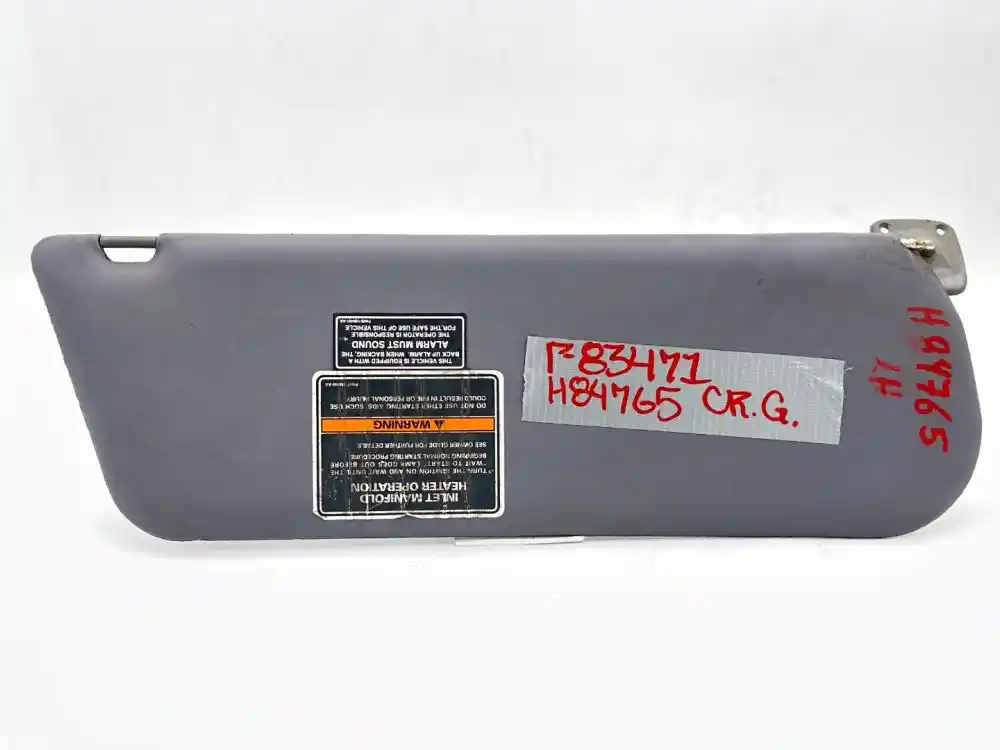 THIS VEHICLE IS EQUIPPED WITH A
BACK UP ALARM. WHEN BACKING, THE
ALARM MUST SOUND
THE OPERATOR IS RESPONSIBLE
FOR THE SAFE USE OF THIS VEHICLE
INLET MANIFOLD
HEATER OPERATION
TURN THE IGNITION ON AND WAIT UNTIL THE
"WAIT TO START" LAMP GOES OUT BEFORE
BEGINNING NORMAL STARTING PROCEDURE
SEE OWNER GUIDE FOR FURTHER DETAILS.
WARNING
DO NOT USE ETHER STARTING AIDS. SUCH USE
COULD RESULT IN FIRE OR PERSONAL INJURY.
F83471
H84765 CR.G.
LH